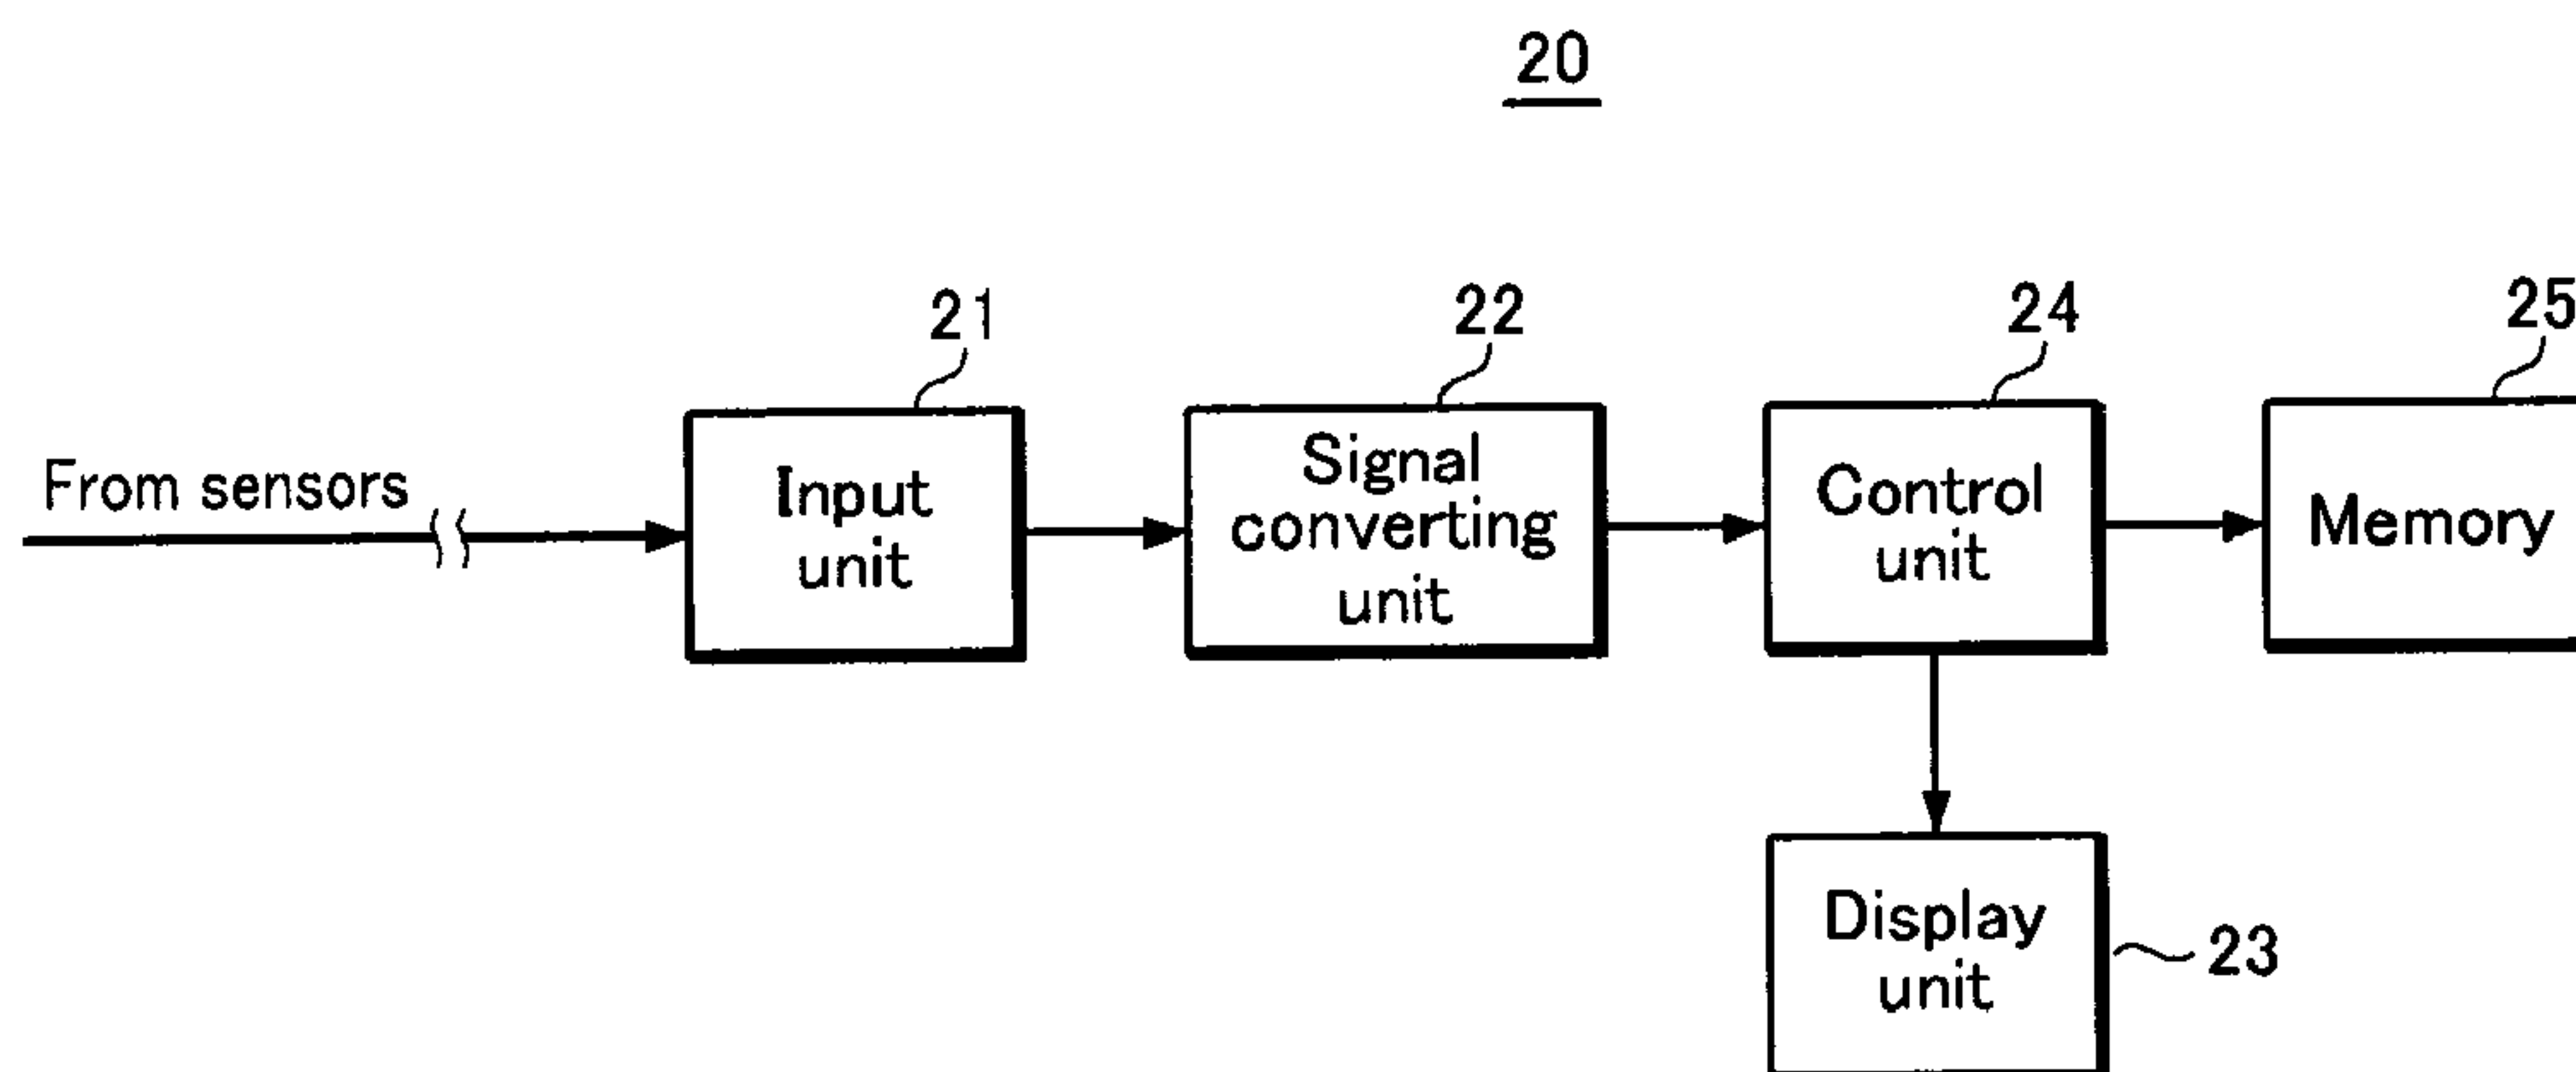 20
21
22
24
25
From sensors
Input
unit
Signal
converting
unit
Control
unit
Memory
Display
unit
23